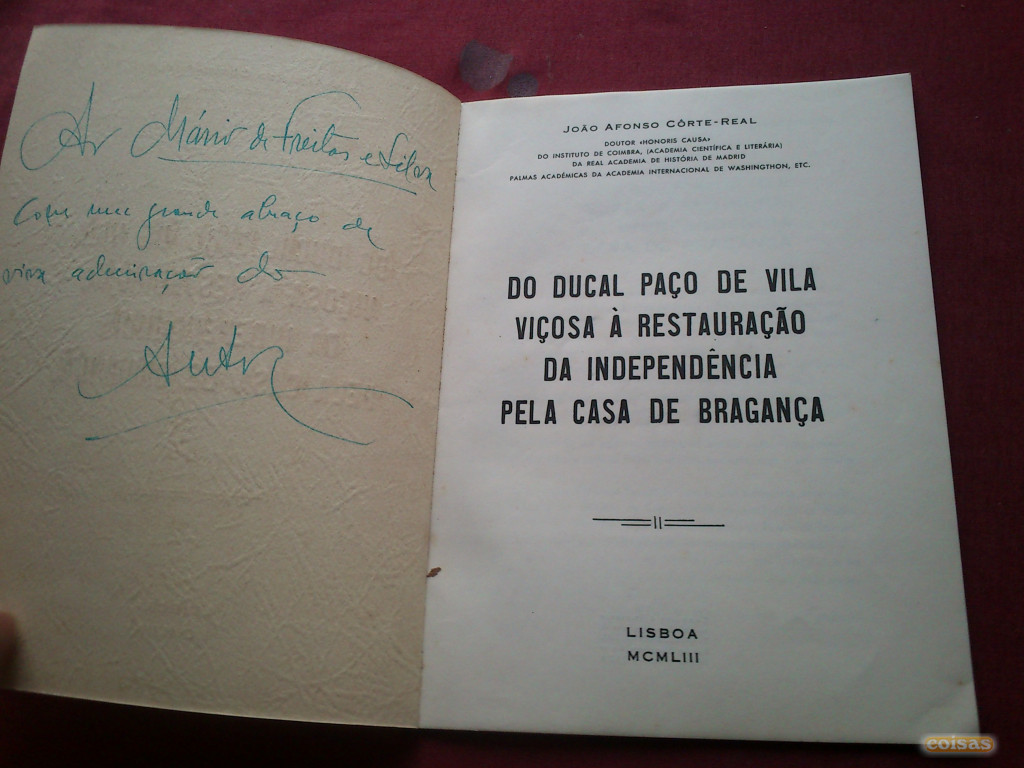 Ao Mário de Freitas e Silva
com um grande abraço de
viva admiração do
Autor
JOÃO AFONSO CÔRTE-REAL
DOUTOR «HONORIS CAUSA»
DO INSTITUTO DE COIMBRA, (ACADEMIA CIENTÍFICA E LITERÁRIA)
DA REAL ACADEMIA DE HISTÓRIA DE MADRID
PALMAS ACADÉMICAS DA ACADEMIA INTERNACIONAL DE WASHINGTHON, ETC.
DO DUCAL PAÇO DE VILA
VIÇOSA À RESTAURAÇÃO
DA INDEPENDÊNCIA
PELA CASA DE BRAGANÇA
LISBOA
MCMLIII
coisas